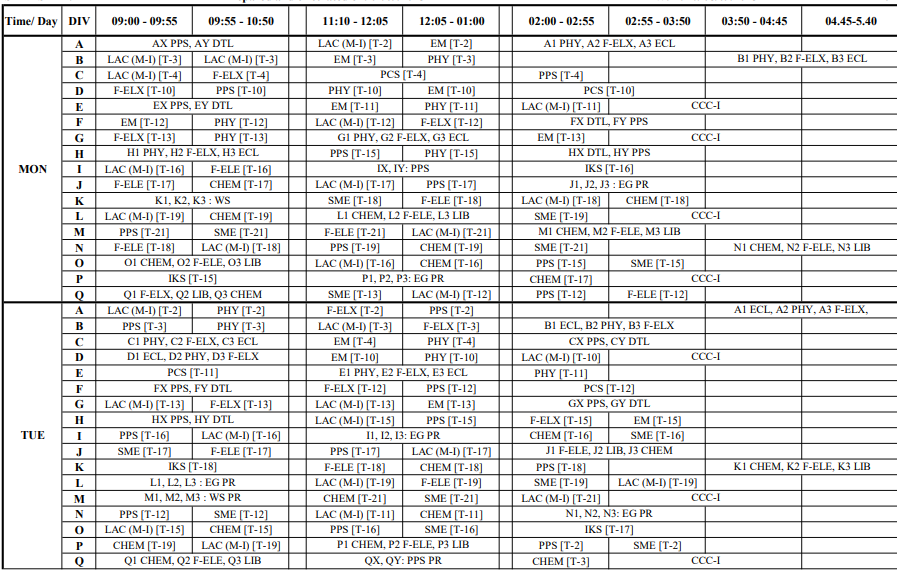 Time/ Day DIV 09:00 - 09:55 09:55 - 10:50 11:10 - 12:05 12:05 - 01:00 02:00 - 02:55 02:55 - 03:50 03:50 - 04:45 04.45-5.40
MON
A AX PPS, AY DTL LAC (M-I) [T-2] EM [T-2] A1 PHY, A2 F-ELX, A3 ECL
B LAC (M-I) [T-3] LAC (M-I) [T-3] EM [T-3] PHY [T-3] B1 PHY, B2 F-ELX, B3 ECL
C LAC (M-I) [T-4] F-ELX [T-4] PCS [T-4] PPS [T-4]
D F-ELX [T-10] PPS [T-10] PHY [T-10] EM [T-10] PCS [T-10]
E EX PPS, EY DTL EM [T-11] PHY [T-11] LAC (M-I) [T-11] CCC-I
F EM [T-12] PHY [T-12] LAC (M-I) [T-12] F-ELX [T-12] FX DTL, FY PPS
G F-ELX [T-13] PHY [T-13] G1 PHY, G2 F-ELX, G3 ECL EM [T-13] CCC-I
H H1 PHY, H2 F-ELX, H3 ECL PPS [T-15] PHY [T-15] HX DTL, HY PPS
I LAC (M-I) [T-16] F-ELE [T-16] IX, IY: PPS IKS [T-16]
J F-ELE [T-17] CHEM [T-17] LAC (M-I) [T-17] PPS [T-17] J1, J2, J3 : EG PR
K K1, K2, K3 : WS SME [T-18] F-ELE [T-18] LAC (M-I) [T-18] CHEM [T-18]
L LAC (M-I) [T-19] CHEM [T-19] L1 CHEM, L2 F-ELE, L3 LIB SME [T-19] CCC-I
M PPS [T-21] SME [T-21] F-ELE [T-21] LAC (M-I) [T-21] M1 CHEM, M2 F-ELE, M3 LIB
N F-ELE [T-18] LAC (M-I) [T-18] PPS [T-19] CHEM [T-19] SME [T-21] N1 CHEM, N2 F-ELE, N3 LIB
O O1 CHEM, O2 F-ELE, O3 LIB LAC (M-I) [T-16] CHEM [T-16] PPS [T-15] SME [T-15]
P IKS [T-15] P1, P2, P3: EG PR CHEM [T-17] CCC-I
Q Q1 F-ELX, Q2 LIB, Q3 CHEM SME [T-13] LAC (M-I) [T-12] PPS [T-12] F-ELE [T-12]
TUE
A LAC (M-I) [T-2] PHY [T-2] F-ELX [T-2] PPS [T-2] A1 ECL, A2 PHY, A3 F-ELX,
B PPS [T-3] PHY [T-3] LAC (M-I) [T-3] F-ELX [T-3] B1 ECL, B2 PHY, B3 F-ELX
C C1 PHY, C2 F-ELX, C3 ECL EM [T-4] PHY [T-4] CX PPS, CY DTL
D D1 ECL, D2 PHY, D3 F-ELX EM [T-10] PHY [T-10] LAC (M-I) [T-10] CCC-I
E PCS [T-11] E1 PHY, E2 F-ELX, E3 ECL PHY [T-11]
F FX PPS, FY DTL F-ELX [T-12] PPS [T-12] PCS [T-12]
G LAC (M-I) [T-13] F-ELX [T-13] LAC (M-I) [T-13] EM [T-13] GX PPS, GY DTL
H HX PPS, HY DTL LAC (M-I) [T-15] PPS [T-15] F-ELX [T-15] EM [T-15]
I PPS [T-16] LAC (M-I) [T-16] I1, I2, I3: EG PR CHEM [T-16] SME [T-16]
J SME [T-17] F-ELE [T-17] PPS [T-17] LAC (M-I) [T-17] J1 F-ELE, J2 LIB, J3 CHEM
K IKS [T-18] F-ELE [T-18] CHEM [T-18] PPS [T-18] K1 CHEM, K2 F-ELE, K3 LIB
L L1, L2, L3 : EG PR LAC (M-I) [T-19] F-ELE [T-19] SME [T-19] LAC (M-I) [T-19]
M M1, M2, M3 : WS PR CHEM [T-21] SME [T-21] LAC (M-I) [T-21] CCC-I
N PPS [T-12] SME [T-12] LAC (M-I) [T-11] CHEM [T-11] N1, N2, N3: EG PR
O LAC (M-I) [T-15] CHEM [T-15] PPS [T-16] SME [T-16] IKS [T-17]
P CHEM [T-19] LAC (M-I) [T-19] P1 CHEM, P2 F-ELE, P3 LIB PPS [T-2] SME [T-2]
Q Q1 CHEM, Q2 F-ELE, Q3 LIB QX, QY: PPS PR CHEM [T-3] CCC-I